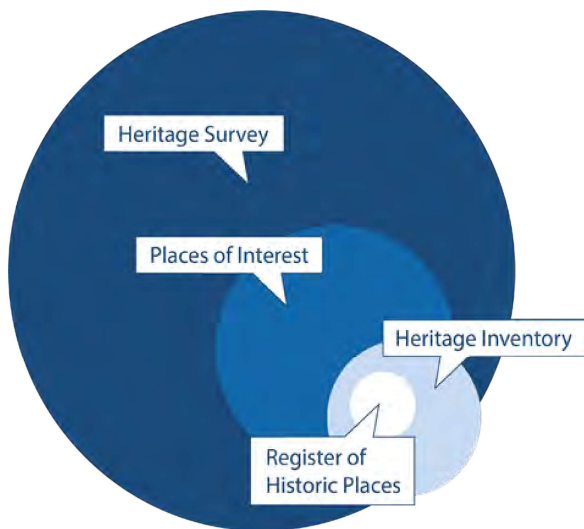 Heritage Survey
Places of Interest
Heritage Inventory
Register of
Historic Places